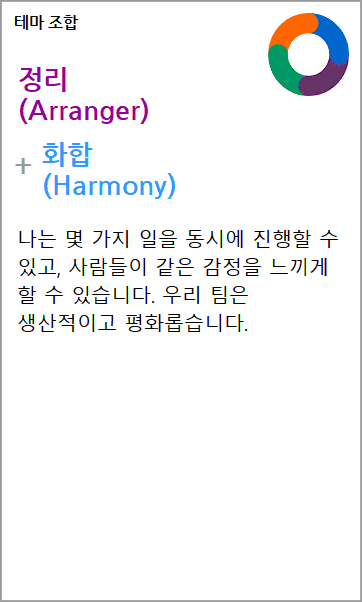 테마 조합
정리
(Arranger)
+ 화합
(Harmony)
나는 몇 가지 일을 동시에 진행할 수
있고, 사람들이 같은 감정을 느끼게
할 수 있습니다. 우리 팀은
생산적이고 평화롭습니다.